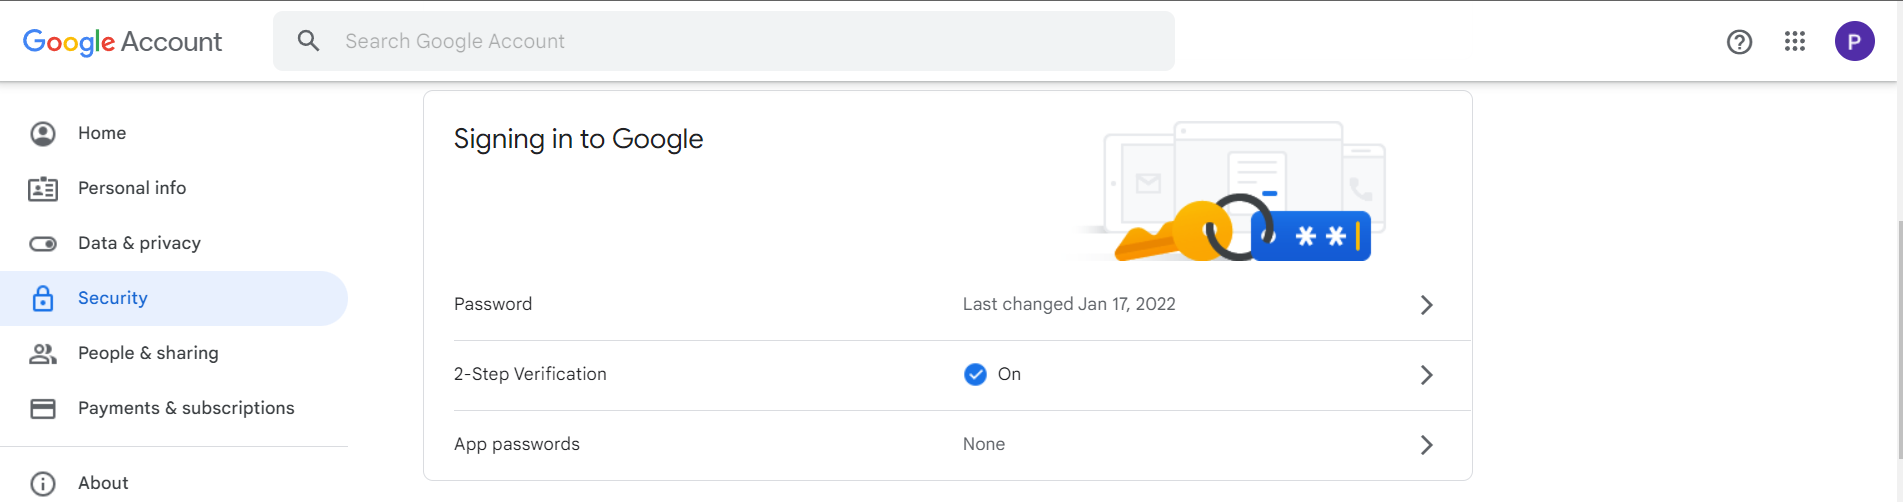 Google Account
Search Google Account
P
Home
Personal info
Data & privacy
Security
People & sharing
Payments & subscriptions
About
Signing in to Google
**
Password Last changed Jan 17, 2022
2-Step Verification On
App passwords None